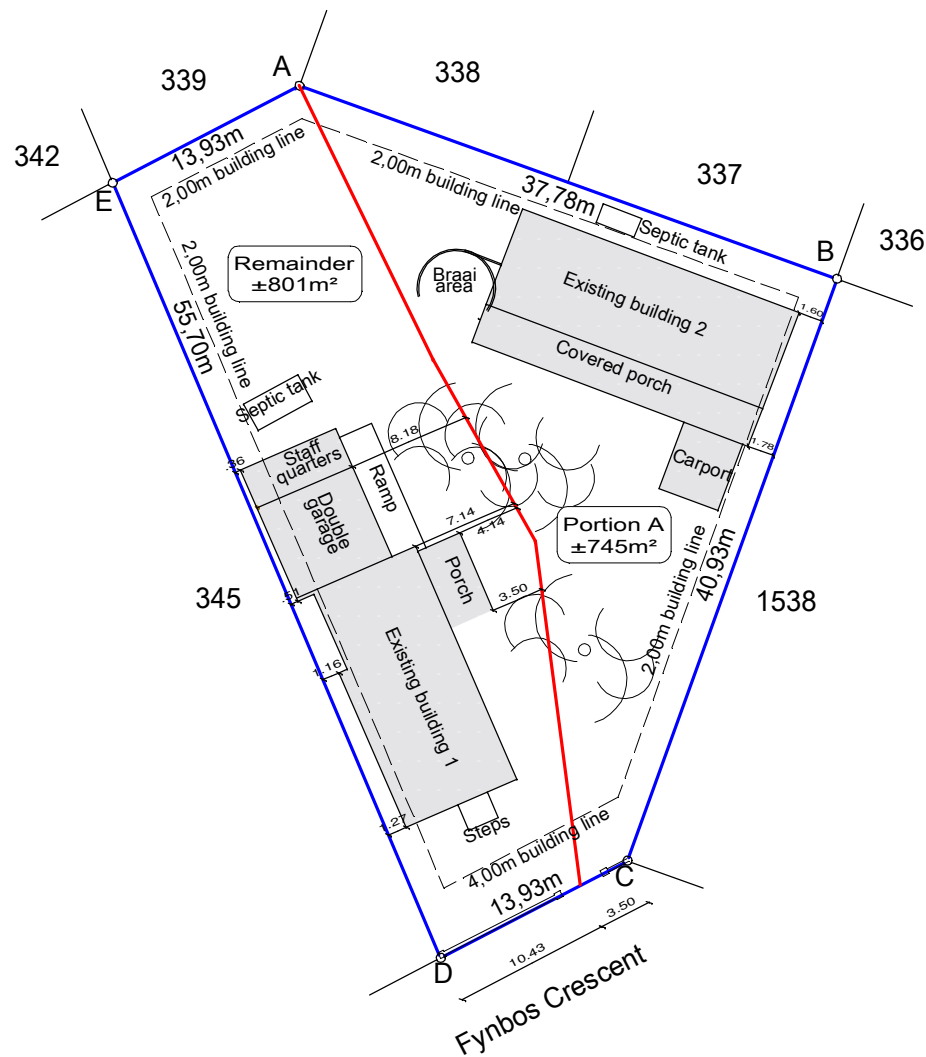 A
339
338
342
13,93m
E
2,00m building line
2,00m building line
37,78m
337
Septic tank
B
336
Remainder
±801m²
Braai
area
Existing building 2
1.60
2,00m building line
55,70m
Covered porch
Septic tank
8.18
1.78
Carport
.36
Staff
quarters
Ramp
Double
garage
7.14
4.14
Portion A
±745m²
Porch
3.50
2,00m building line
40,93m
345
.51
1538
1.16
Existing building 1
1.27
Steps
4,00m building line
C
13,93m
3.50
D
10.43
Fynbos Crescent